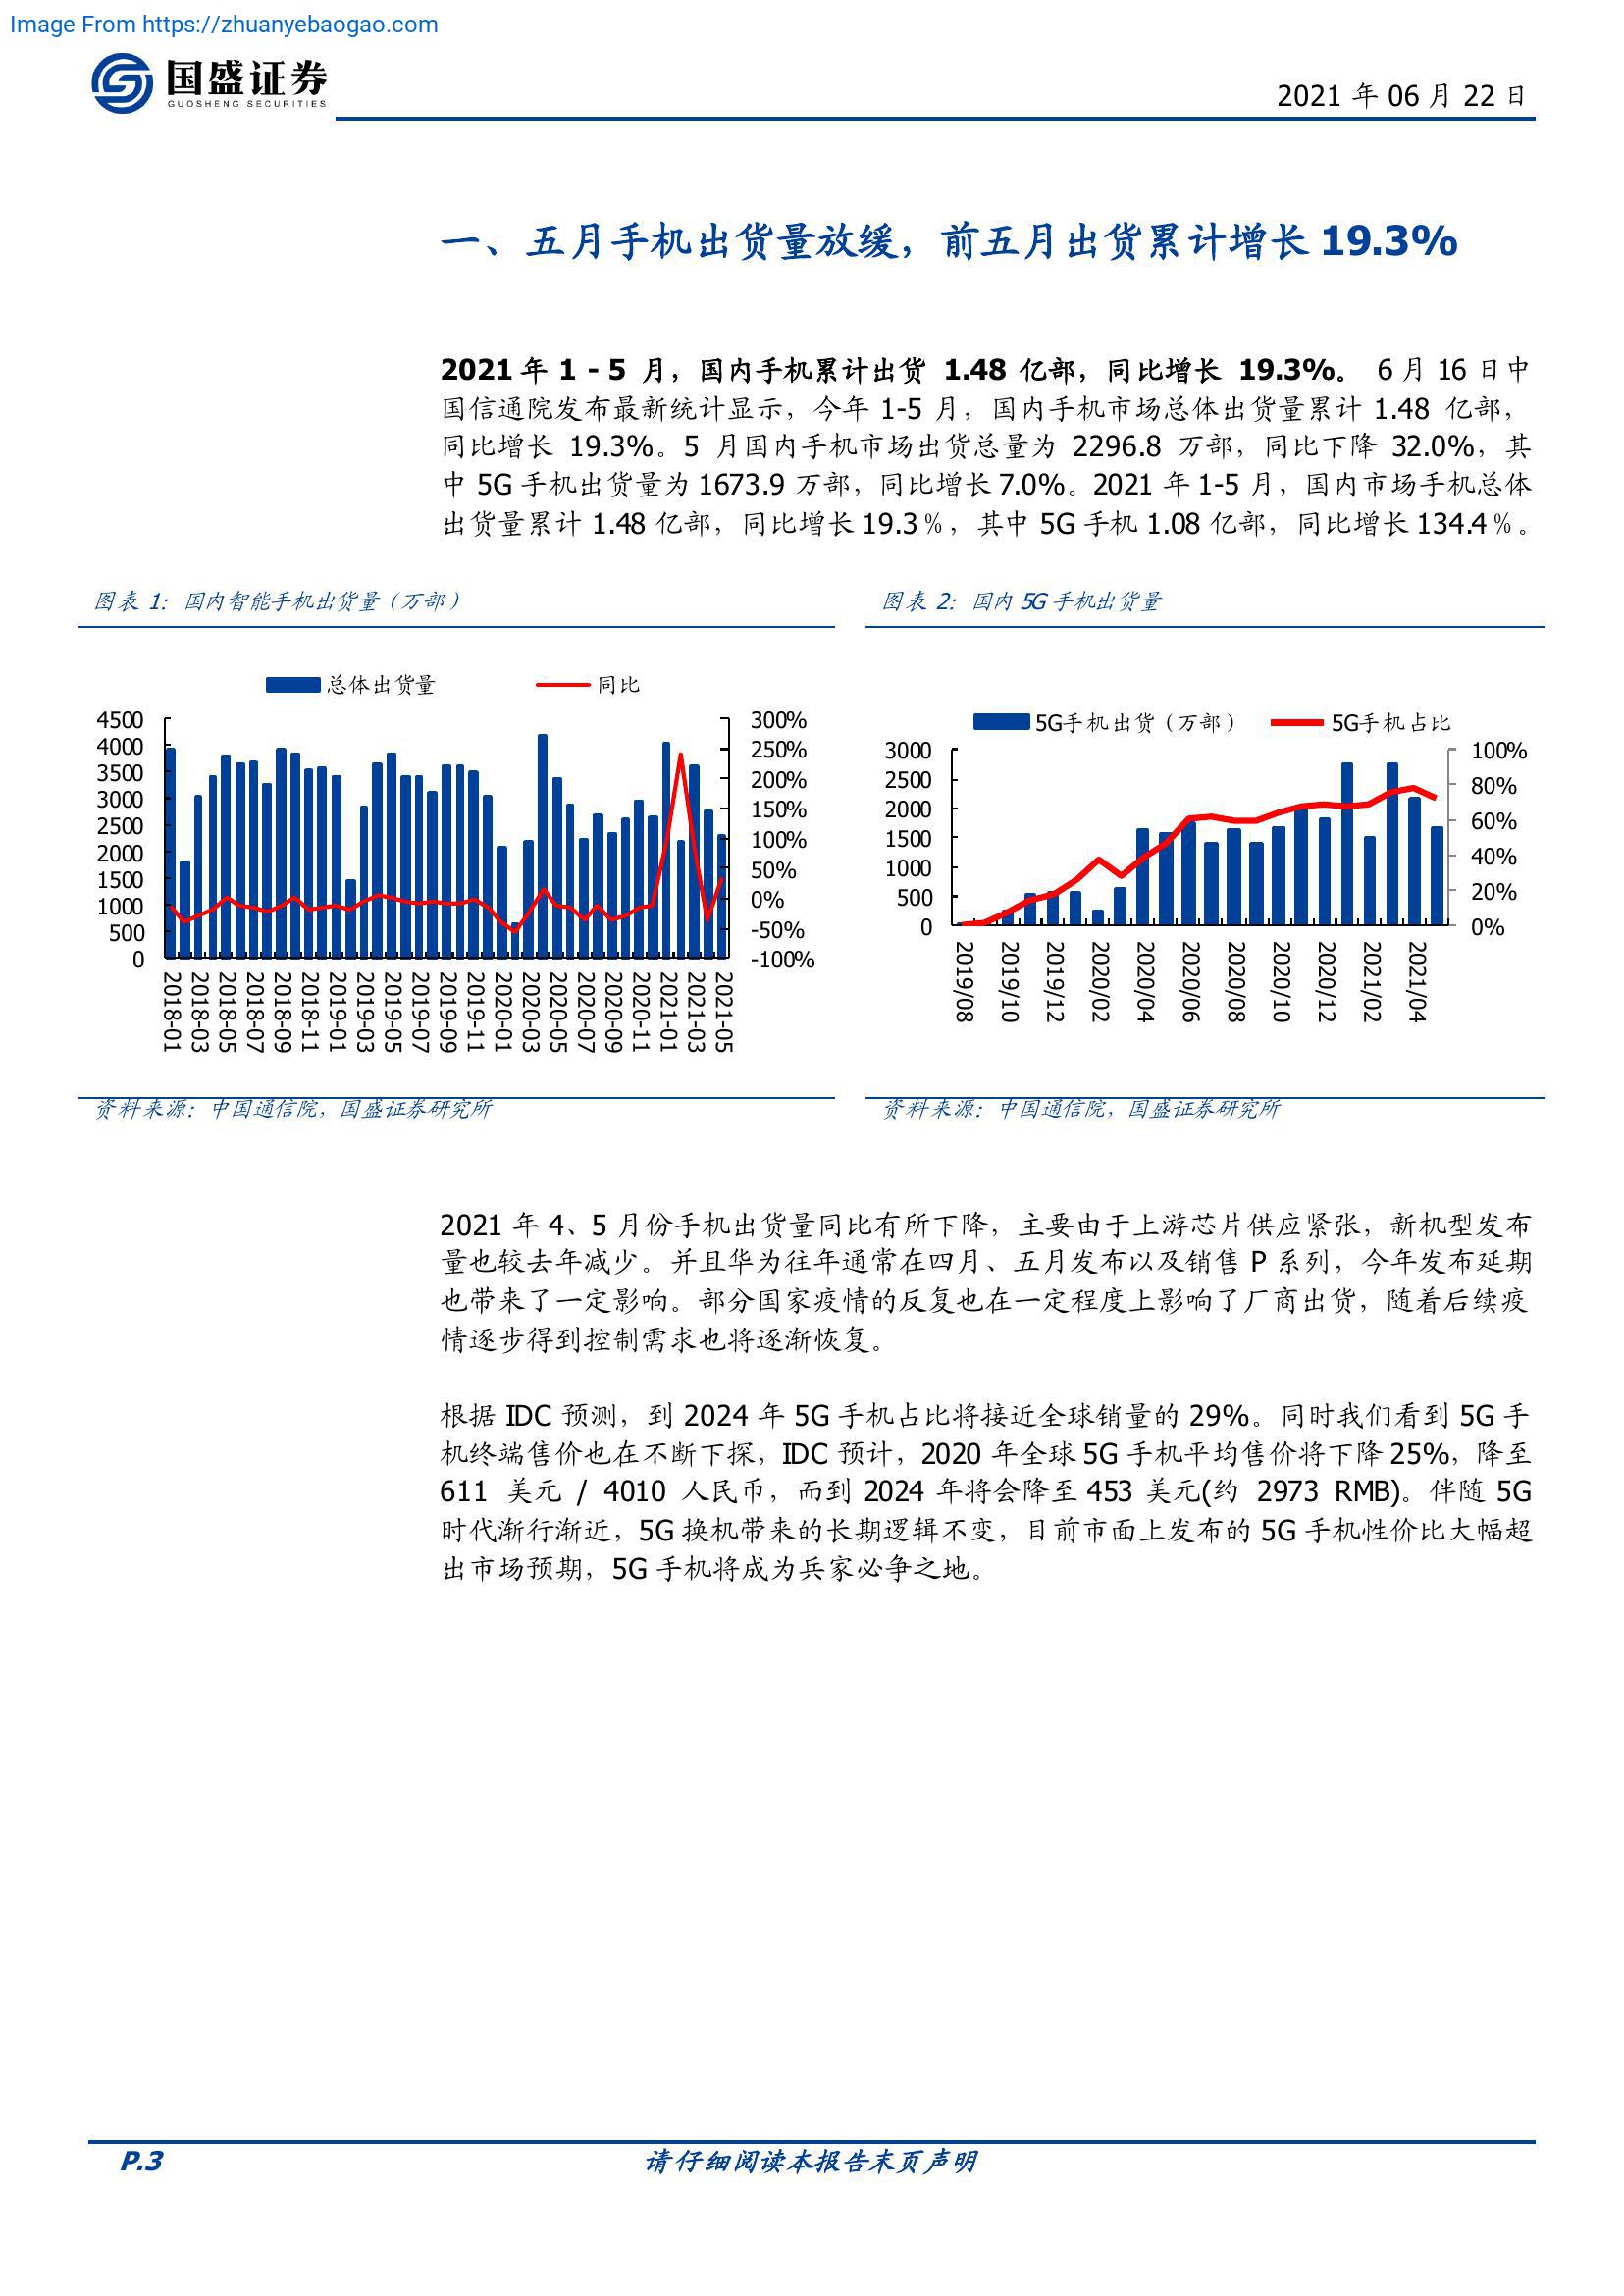 Image From https://zhuanyebaogao.com
国盛证券
GUOSHENG SECURITIES
2021 年 06 月 22 日
一、五月手机出货量放缓，前五月出货累计增长 19.3%
2021 年 1 - 5 月，国内手机累计出货 1.48 亿部，同比增长 19.3%。 6 月 16 日中
国信通院发布最新统计显示，今年 1-5 月，国内手机市场总体出货量累计 1.48 亿部，
同比增长 19.3%。5 月国内手机市场出货总量为 2296.8 万部，同比下降 32.0%，其
中 5G 手机出货量为 1673.9 万部，同比增长 7.0%。2021 年 1-5 月，国内市场手机总体
出货量累计 1.48 亿部，同比增长 19.3％，其中 5G 手机 1.08 亿部，同比增长 134.4％。
图表 1：国内智能手机出货量（万部）
总体出货量 同比
4500
4000
3500
3000
2500
2000
1500
1000
500
0
300%
250%
200%
150%
100%
50%
0%
-50%
-100%
2018-01
2018-03
2018-05
2018-07
2018-09
2018-11
2019-01
2019-03
2019-05
2019-07
2019-09
2019-11
2020-01
2020-03
2020-05
2020-07
2020-09
2020-11
2021-01
2021-03
2021-05
资料来源：中国通信院，国盛证券研究所
图表 2：国内 5G 手机出货量
5G手机出货（万部） 5G手机占比
3000
2500
2000
1500
1000
500
0
100%
80%
60%
40%
20%
0%
2019/08
2019/10
2019/12
2020/02
2020/04
2020/06
2020/08
2020/10
2020/12
2021/02
2021/04
资料来源：中国通信院，国盛证券研究所
2021 年 4、5 月份手机出货量同比有所下降，主要由于上游芯片供应紧张，新机型发布
量也较去年减少。并且华为往年通常在四月、五月发布以及销售 P 系列，今年发布延期
也带来了一定影响。部分国家疫情的反复也在一定程度上影响了厂商出货，随着后续疫
情逐步得到控制需求也将逐渐恢复。
根据 IDC 预测，到 2024 年 5G 手机占比将接近全球销量的 29%。同时我们看到 5G 手
机终端售价也在不断下探，IDC 预计，2020 年全球 5G 手机平均售价将下降 25%，降至
611 美元 / 4010 人民币，而到 2024 年将会降至 453 美元(约 2973 RMB)。伴随 5G
时代渐行渐近，5G 换机带来的长期逻辑不变，目前市面上发布的 5G 手机性价比大幅超
出市场预期，5G 手机将成为兵家必争之地。
P.3
请仔细阅读本报告末页声明